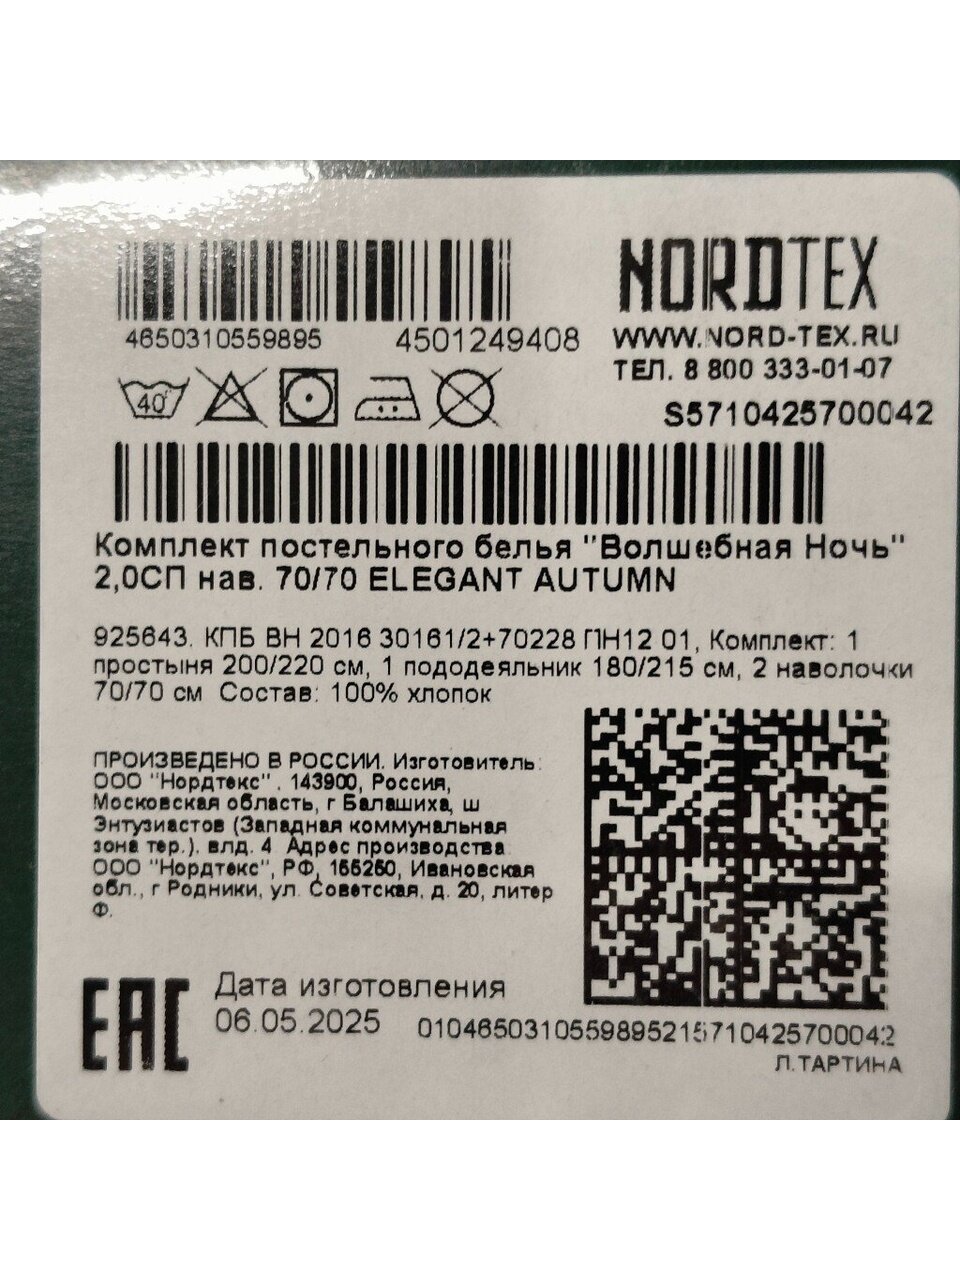 NORDTEX
4650310559895 4501249408
WWW.NORD-TEX.RU
ТЕЛ. 8 800 333-01-07
40°
S5710425700042
Комплект постельного белья "Волшебная Ночь"
2,0СП нав. 70/70 ELEGANT AUTUMN
925643. КПБ ВН 2016 30161/2+70228 ПН12 01, Комплект: 1
простыня 200/220 см, 1 пододеяльник 180/215 см, 2 наволочки
70/70 см Состав: 100% хлопок
ПРОИЗВЕДЕНО В РОССИИ. Изготовитель:
ООО "Нордтекс" . 143900, Россия,
Московская область, г Балашиха, ш
Энтузиастов (Западная коммунальная
зона тер.), влд. 4 Адрес производства
ООО "Нордтекс", РФ, 155250, Ивановская
обл., г Родники, ул. Советская, д. 20, литер
Ф.
EAC
Дата изготовления
06.05.2025
0104650310559895215710425700042
Л.ТАРТИНА